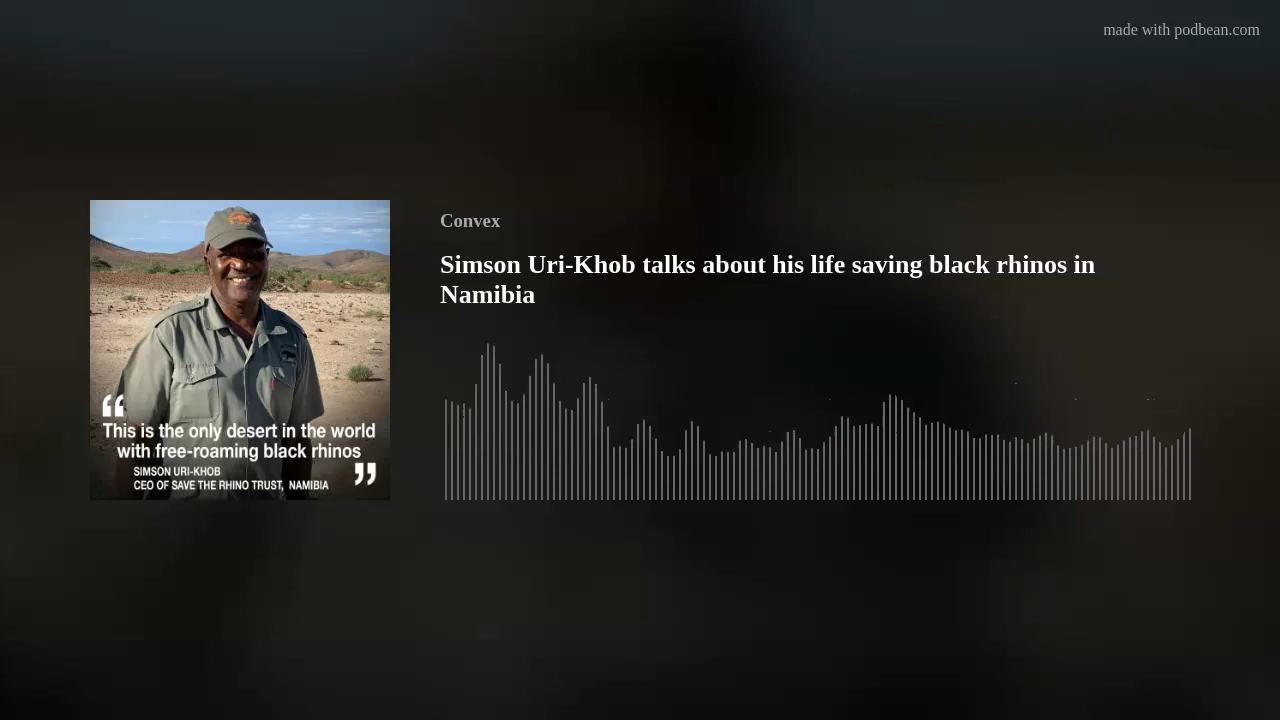 made with podbean.com
Convex
Simson Uri-Khob talks about his life saving black rhinos in
Namibia
“
This is the only desert in the world
with free-roaming black rhinos
SIMSON URI-KHOB
CEO OF SAVE THE RHINO TRUST, NAMIBIA
”